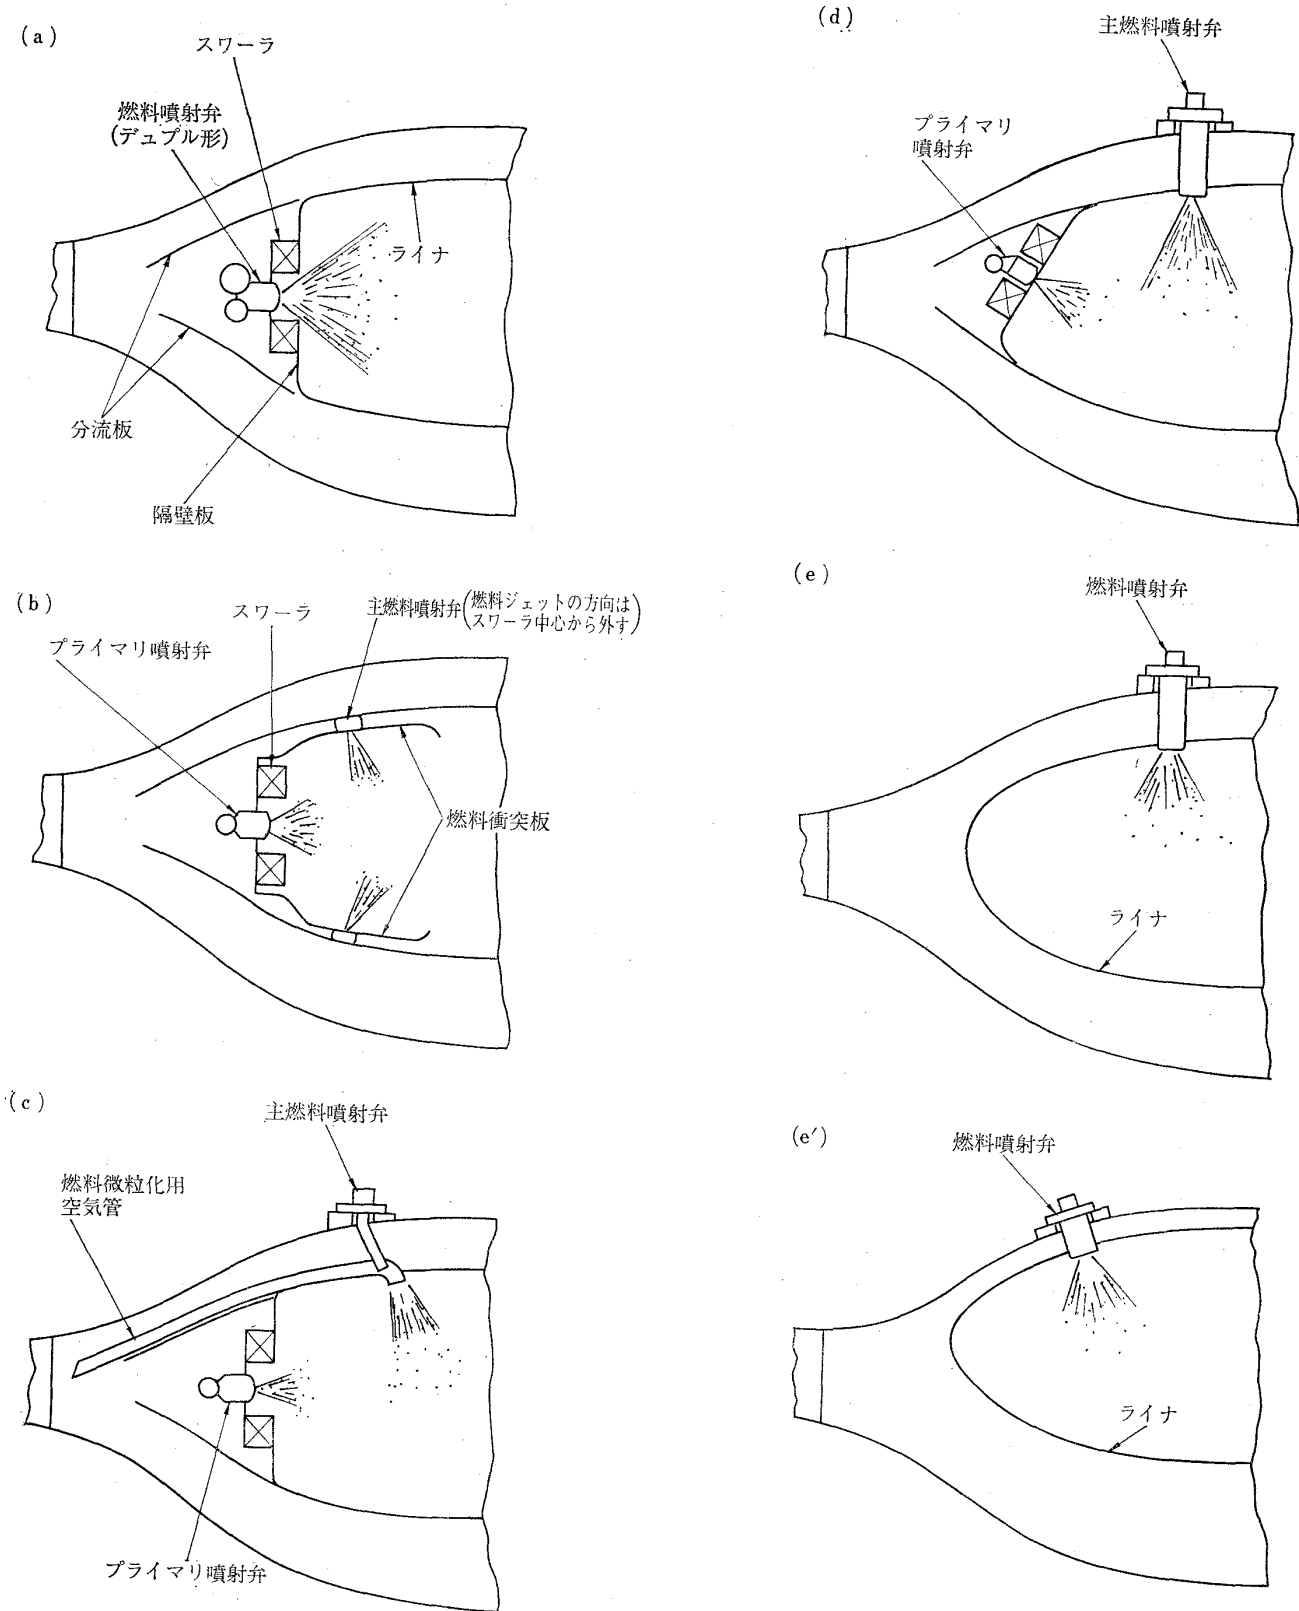 (a)
スワーラ
燃料噴射弁
(デュプル形)
ライナ
分流板
隔壁板
(b)
スワーラ
主燃料噴射弁(燃料ジェットの方向は
スワーラ中心から外す)
プライマリ噴射弁
燃料衝突板
(c)
主燃料噴射弁
燃料微粒化用
空気管
プライマリ噴射弁
(d)
主燃料噴射弁
プライマリ
噴射弁
(e)
燃料噴射弁
ライナ
(e′)
燃料噴射弁
ライナ